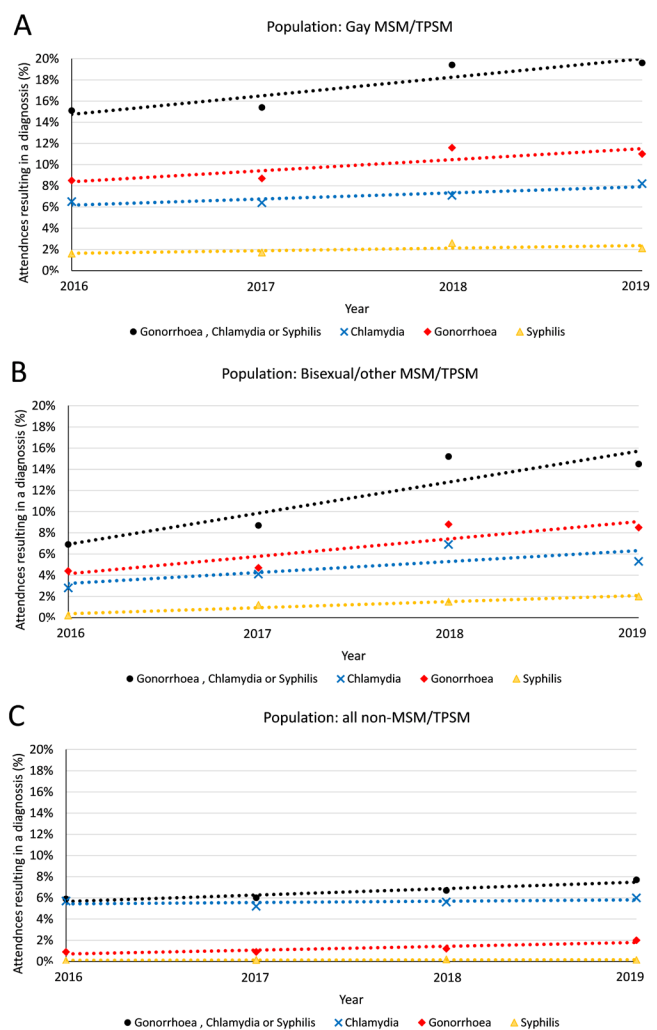 A
Population: Gay MSM/TPSM
Attendnces resulting in a diagnossis (%)
20%
18%
16%
14%
12%
10%
8%
6%
4%
2%
0%
2016 2017 2018 2019
Year
Gonorrhoea , Chlamydia or Syphilis Chlamydia Gonorrhoea Syphilis
B
Population: Bisexual/other MSM/TPSM
Attendnces resulting in a diagnossis (%)
20%
18%
16%
14%
12%
10%
8%
6%
4%
2%
0%
2016 2017 2018 2019
Year
Gonorrhoea , Chlamydia or Syphilis Chlamydia Gonorrhoea Syphilis
C
Population: all non-MSM/TPSM
Attendnces resulting in a diagnossis (%)
20%
18%
16%
14%
12%
10%
8%
6%
4%
2%
0%
2016 2017 2018 2019
Year
Gonorrhoea , Chlamydia or Syphilis Chlamydia Gonorrhoea Syphilis